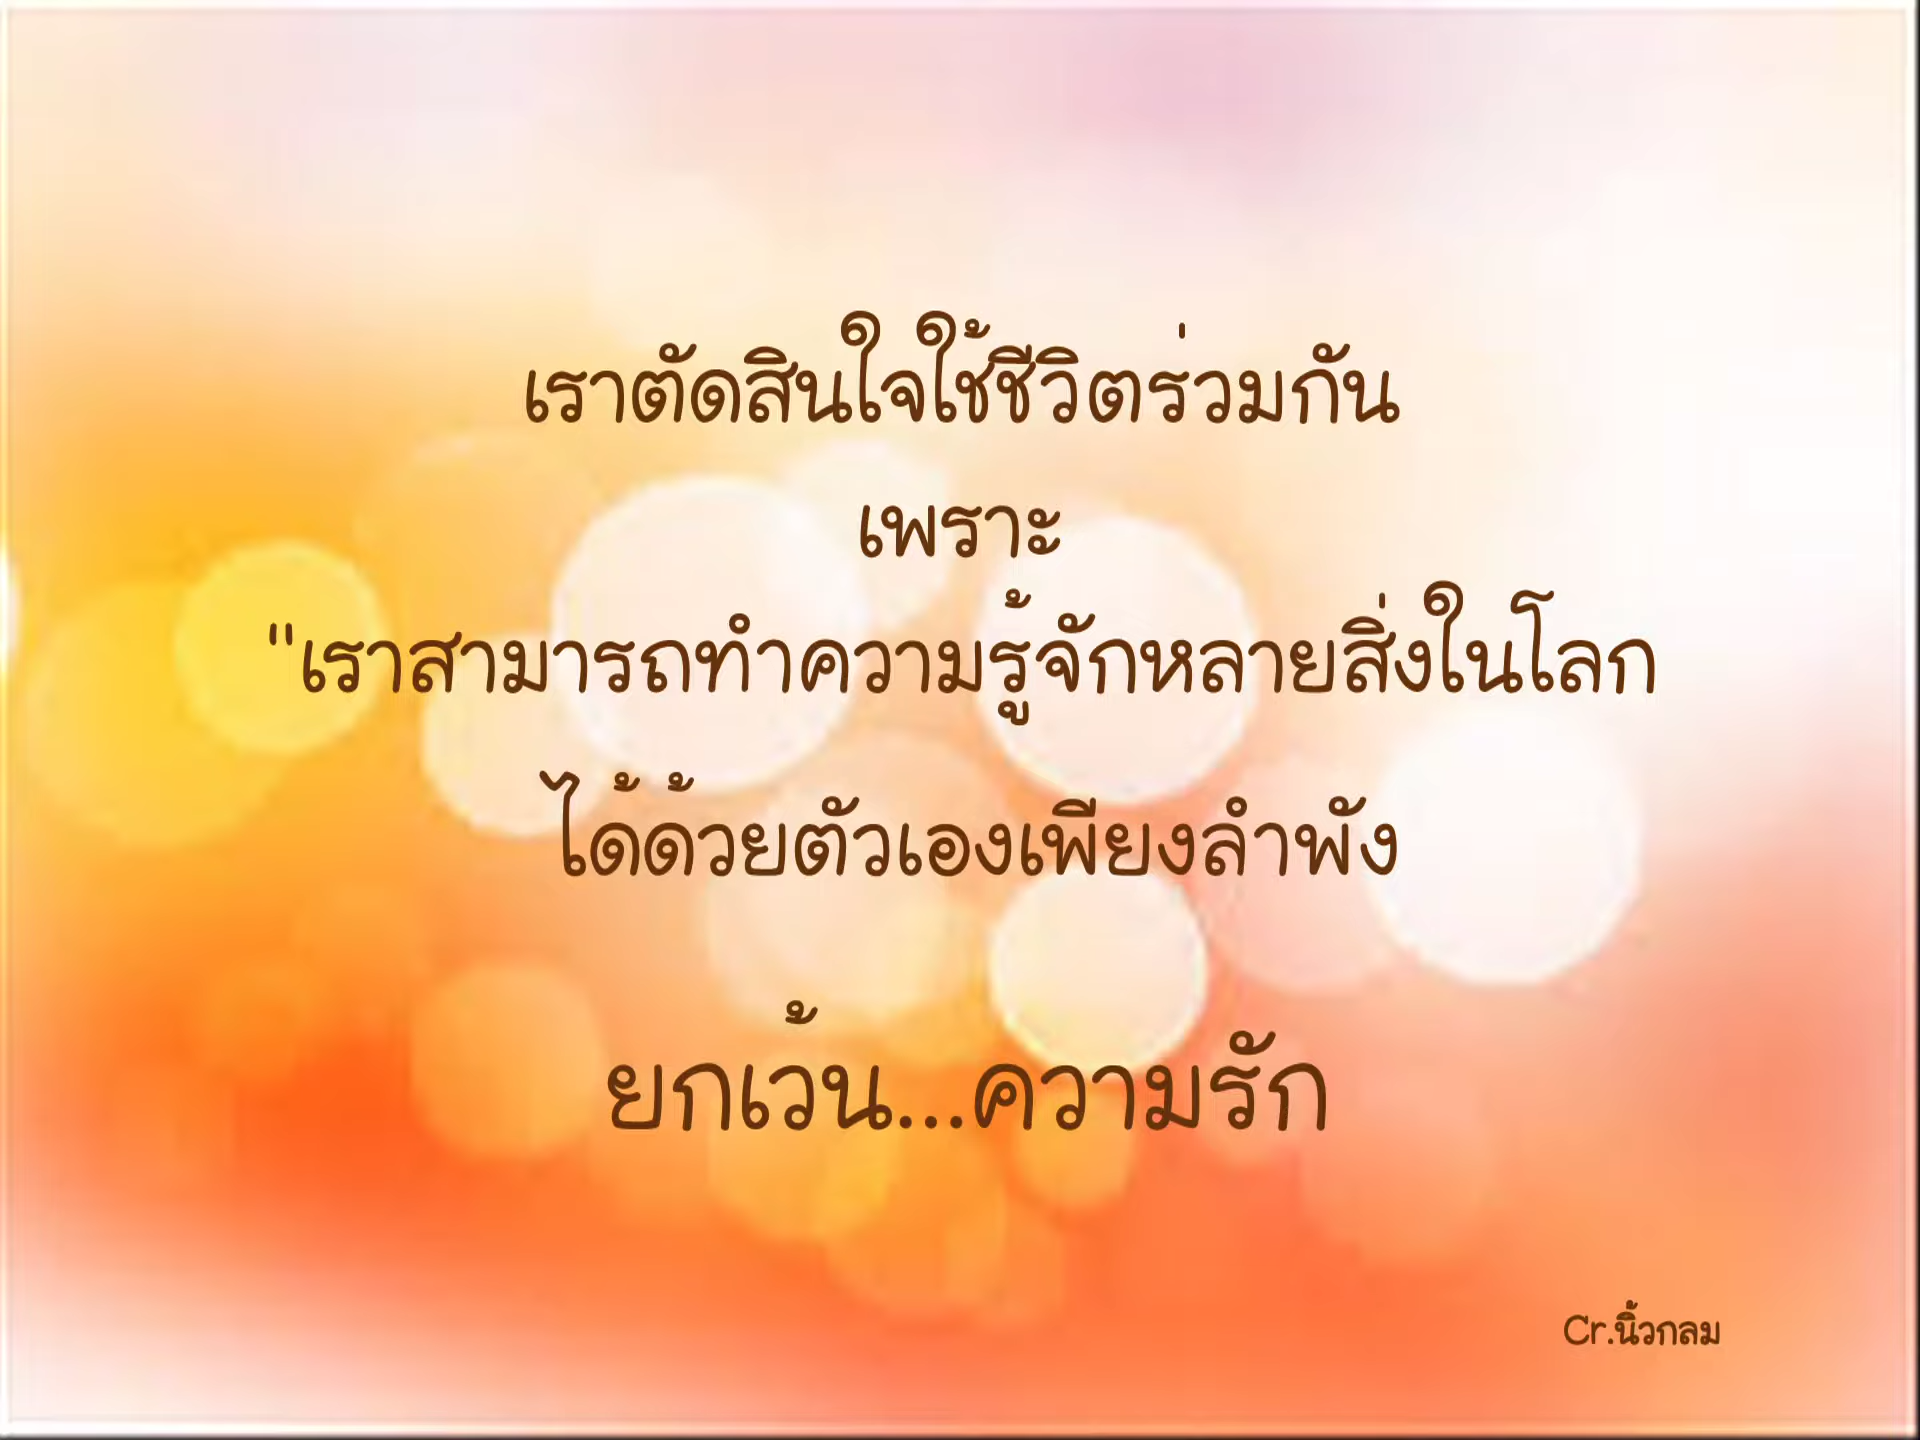 เราตัดสินใจใช้ชีวิตร่วมกัน
เพราะ
"เราสามารถทำความรู้จักหลายสิ่งในโลก
ได้ด้วยตัวเองเพียงลำพัง
ยกเว้น...ความรัก
Cr.นิ้วกลม